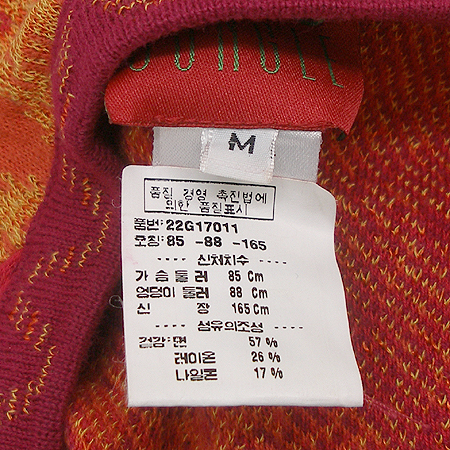 M
품질 경영 촉진법에
의한 품질표시
품번:22G17011
호칭:85 -88 -165
---- 신체치수 ----
가 슴 둘 레 85 Cm
엉덩이 둘레 88 Cm
신 장 165 Cm
---- 섬유의조성 ----
겉감:면 57 %
레이온 26 %
나일론 17 %